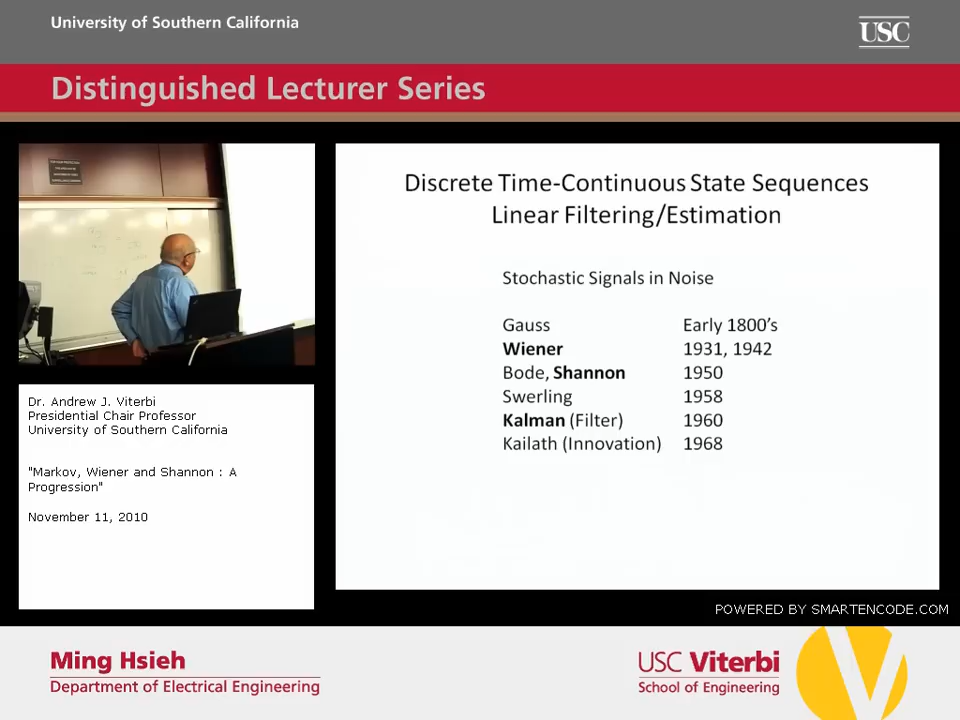 University of Southern California
USC
Distinguished Lecturer Series
Discrete Time-Continuous State Sequences
Linear Filtering/Estimation
Stochastic Signals in Noise
Gauss Early 1800's
Wiener 1931, 1942
Bode, Shannon 1950
Swerling 1958
Kalman (Filter) 1960
Kailath (Innovation) 1968
Dr. Andrew J. Viterbi
Presidential Chair Professor
University of Southern California
"Markov, Wiener and Shannon : A
Progression"
November 11, 2010
POWERED BY SMARTENCODE.COM
Ming Hsieh
Department of Electrical Engineering
USC Viterbi
School of Engineering